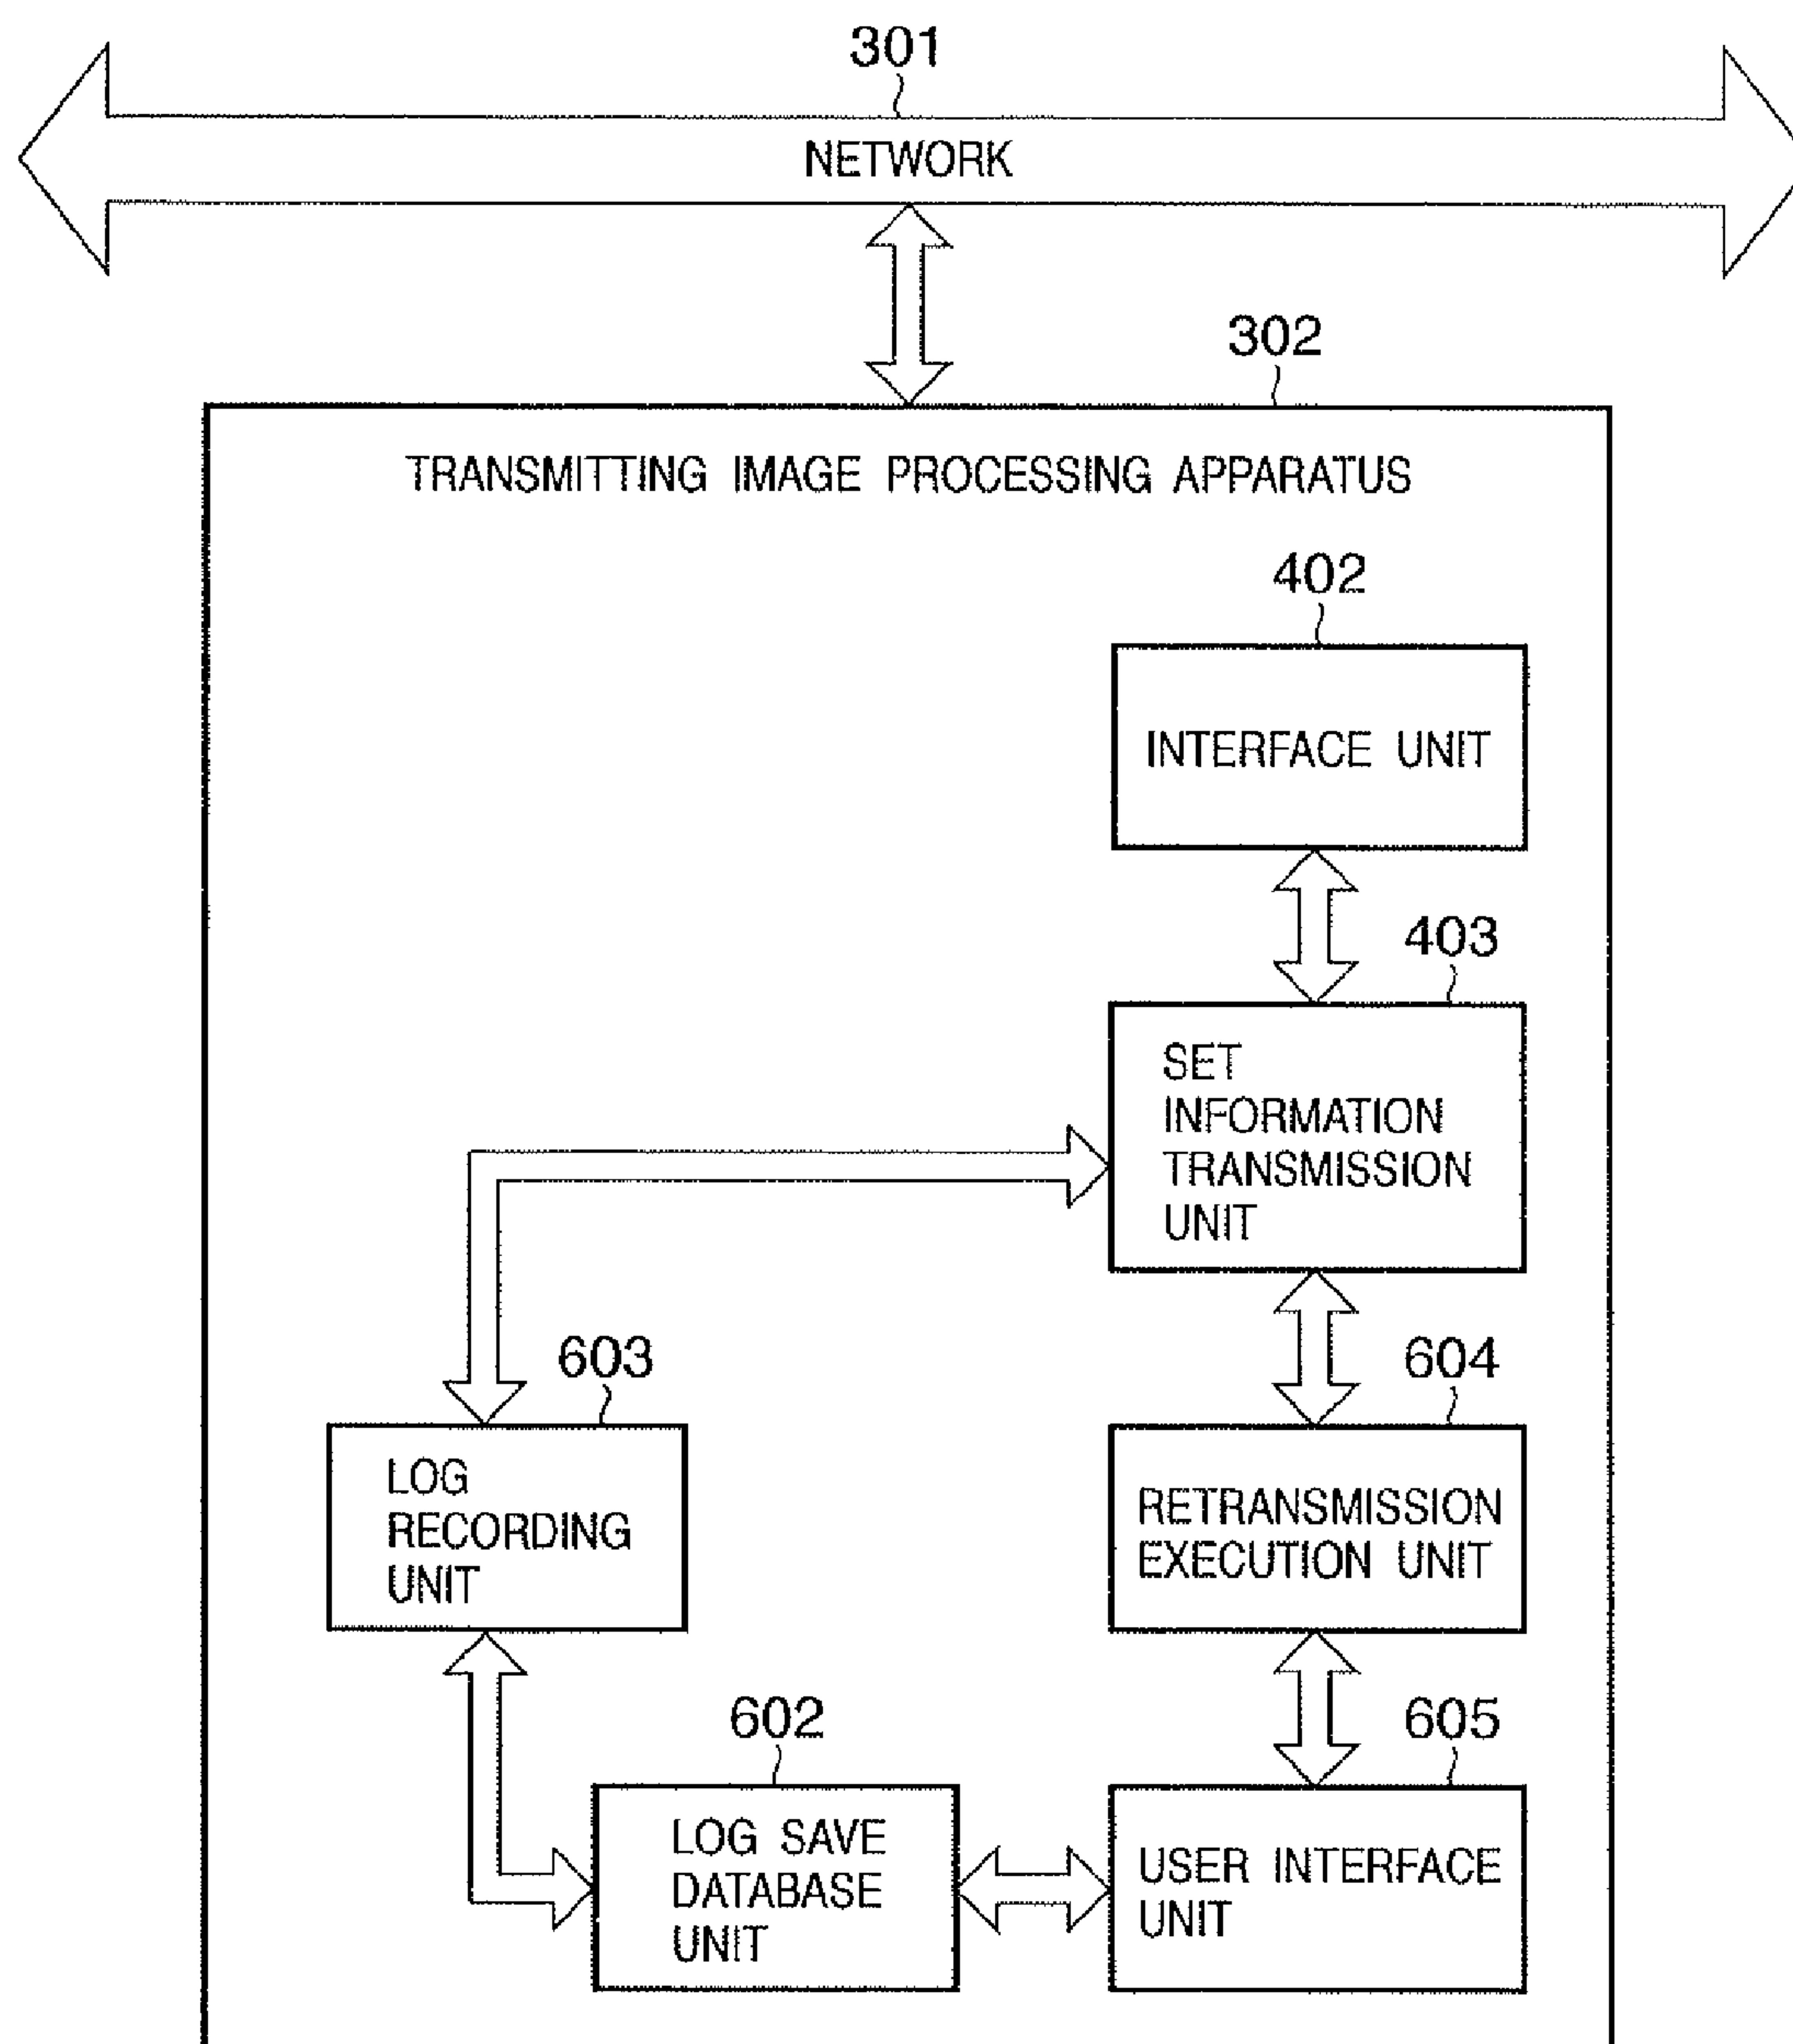 301
NETWORK
302
TRANSMITTING IMAGE PROCESSING APPARATUS
402
INTERFACE UNIT
403
SET
INFORMATION
TRANSMISSION
UNIT
603
LOG
RECORDING
UNIT
604
RETRANSMISSION
EXECUTION UNIT
602
LOG SAVE
DATABASE
UNIT
605
USER INTERFACE
UNIT